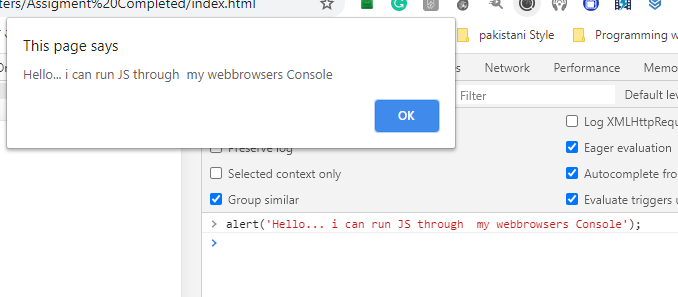 ters/Assigment%20Completed/index.html
pakistani Style
Programming w
This page says
Hello... i can run JS through  my webbrowsers Console
OK
s Network Performance Memo
Filter Default le
Log XMLHttpRequ
Preserve log Eager evaluation
Selected context only Autocomplete fro
Group similar Evaluate triggers u
> alert('Hello... i can run JS through  my webbrowsers Console');
>